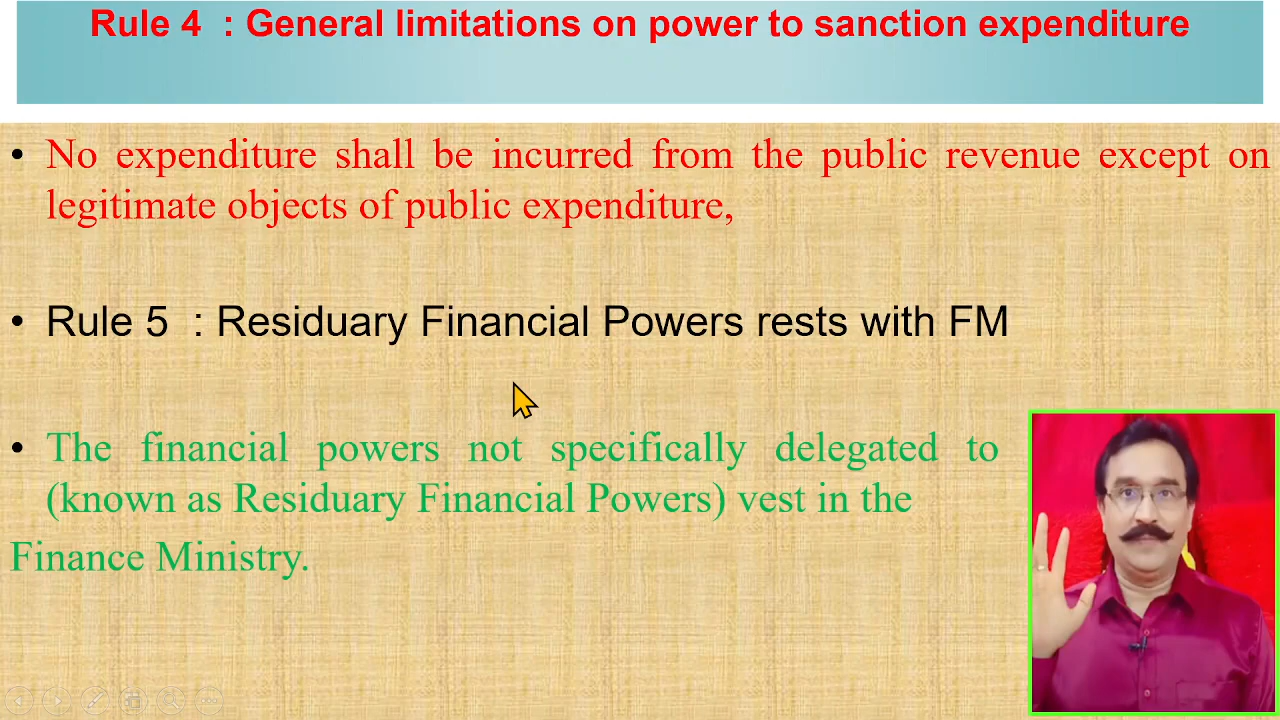 Rule 4 : General limitations on power to sanction expenditure
• No expenditure shall be incurred from the public revenue except on
legitimate objects of public expenditure,
• Rule 5 : Residuary Financial Powers rests with FM
• The financial powers not specifically delegated to
(known as Residuary Financial Powers) vest in the
Finance Ministry.